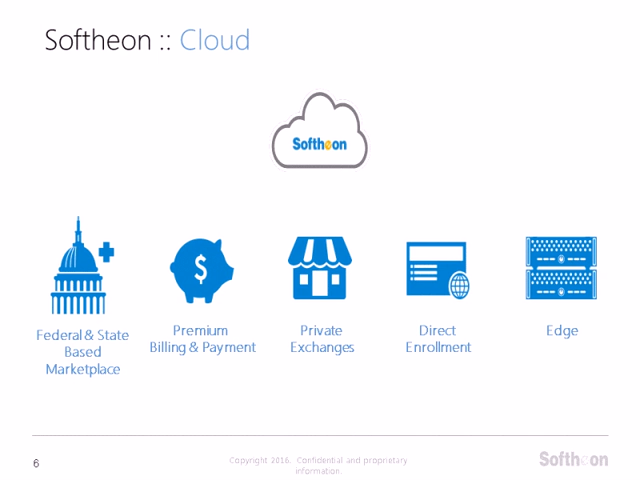 Softheon :: Cloud
Softheon
$
Federal & State
Based
Marketplace
Premium
Billing & Payment
Private
Exchanges
Direct
Enrollment
Edge
6
Copyright 2016. Confidential and proprietary
information.
Softheon